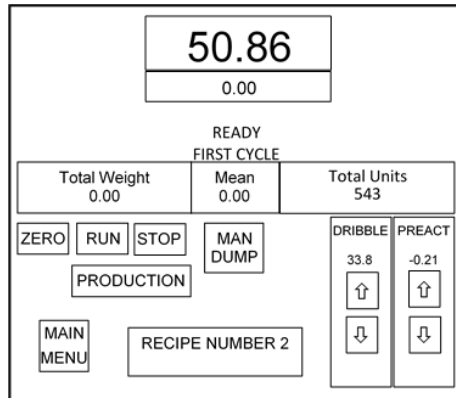 50.86
0.00
READY
FIRST CYCLE
Total Weight
0.00
Mean
0.00
Total Units
543
ZERO
RUN
STOP
MAN
DUMP
PRODUCTION
DRIBBLE
33.8
PREACT
-0.21
MAIN
MENU
RECIPE NUMBER 2